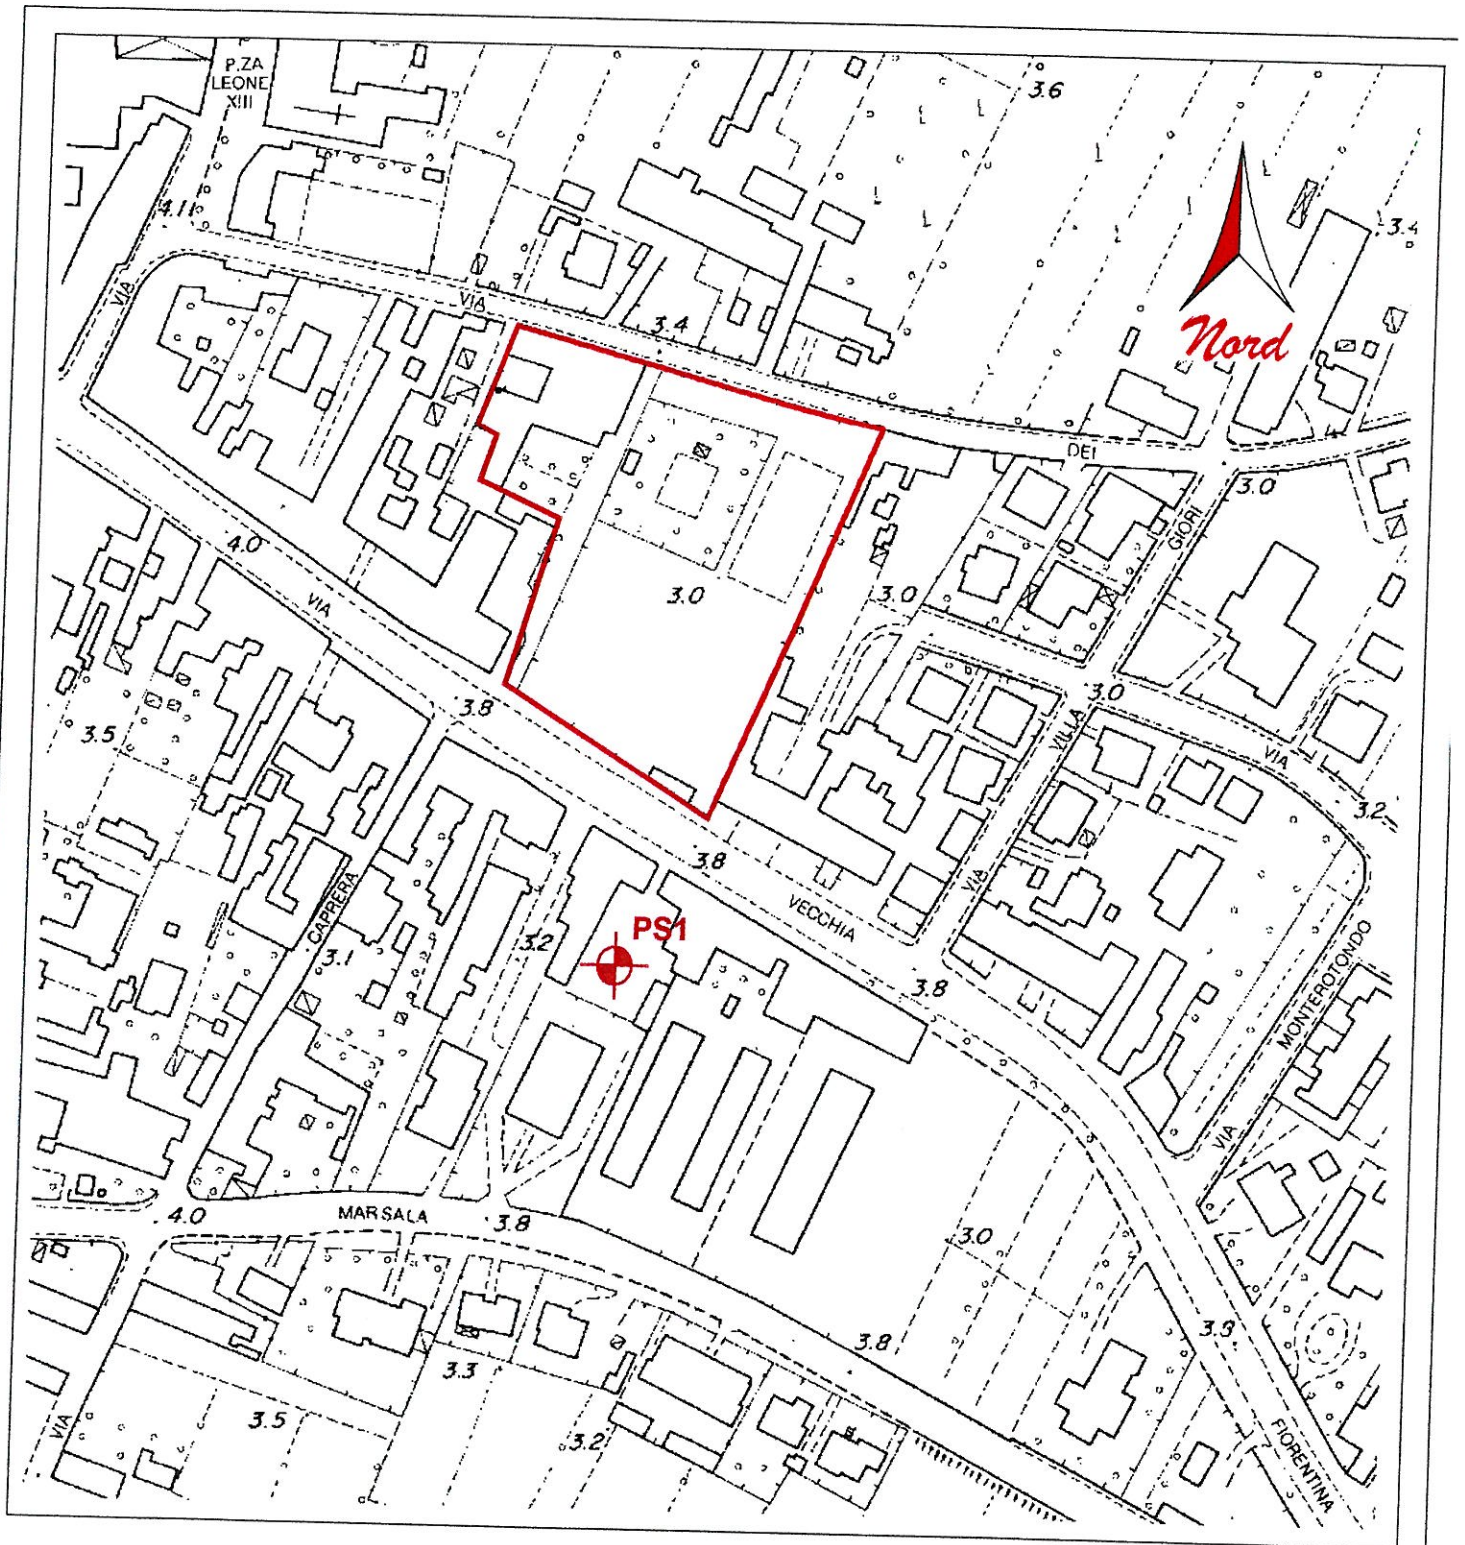 P.ZA
LEONE
XIII
3.6
4.11
3.4
VIA
VIA
3.4
Nord
DEI
3.0
GIORI
4.0
VIA
3.0
3.0
3.0
3.8
3.5
VILLA
VIA
3.2
3.8
VECCHIA
VIA
CAPRERA
3.1
3.2
PS1
3.8
MONTEROTONDO
VIA
4.0
MARSALA
3.8
3.0
3.8
3.9
3.3
3.5
3.2
VIA
FIORENTINA